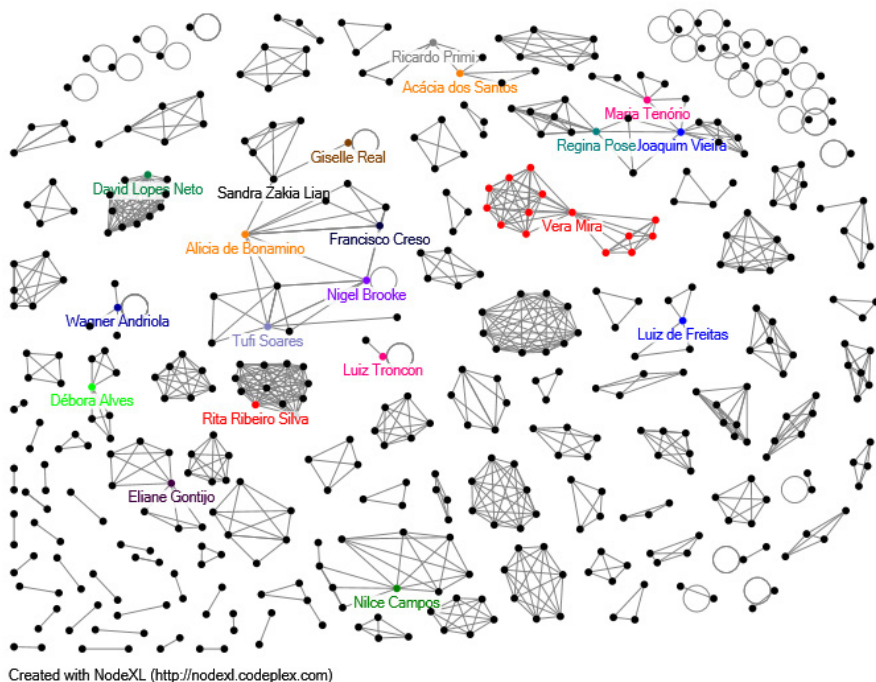 Ricardo Primi
Acácia dos Santos
Maria Tenório
Regina Pose
Joaquim Vieira
Giselle Real
David Lopes Neto
Sandra Zakia Lian
Vera Mira
Francisco Creso
Alicia de Bonamino
Nigel Brooke
Wagner Andriola
Luiz de Freitas
Tufi Soares
Luiz Troncon
Débora Alves
Rita Ribeiro Silva
Eliane Gontijo
Nilce Campos
Created with NodeXL (http://nodexl.codeplex.com)